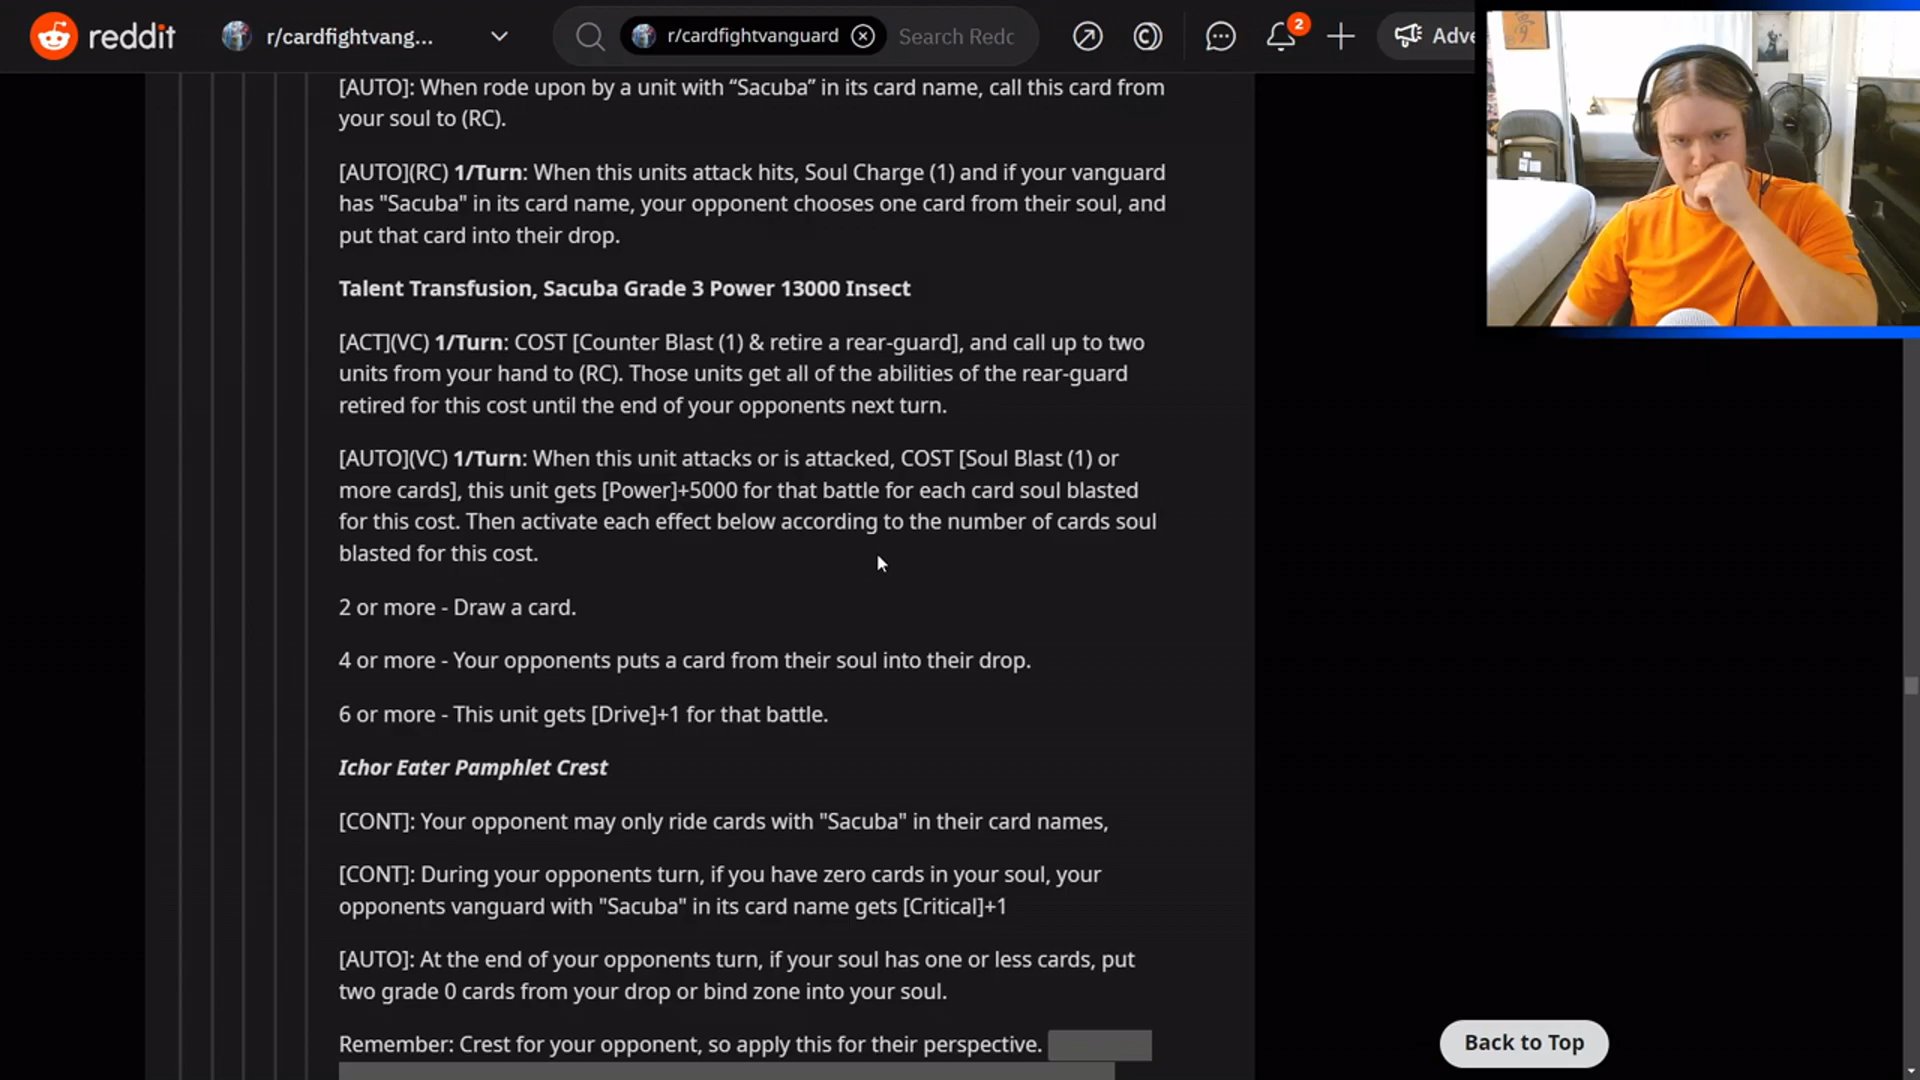 reddit
r/cardfightvang...
r/cardfightvanguard
Search Redc
2
Adve
[AUTO]: When rode upon by a unit with “Sacuba” in its card name, call this card from
your soul to (RC).
[AUTO](RC) 1/Turn: When this units attack hits, Soul Charge (1) and if your vanguard
has "Sacuba" in its card name, your opponent chooses one card from their soul, and
put that card into their drop.
Talent Transfusion, Sacuba Grade 3 Power 13000 Insect
[ACT](VC) 1/Turn: COST [Counter Blast (1) & retire a rear-guard], and call up to two
units from your hand to (RC). Those units get all of the abilities of the rear-guard
retired for this cost until the end of your opponents next turn.
[AUTO](VC) 1/Turn: When this unit attacks or is attacked, COST [Soul Blast (1) or
more cards], this unit gets [Power]+5000 for that battle for each card soul blasted
for this cost. Then activate each effect below according to the number of cards soul
blasted for this cost.
2 or more - Draw a card.
4 or more - Your opponents puts a card from their soul into their drop.
6 or more - This unit gets [Drive]+1 for that battle.
Ichor Eater Pamphlet Crest
[CONT]: Your opponent may only ride cards with "Sacuba" in their card names,
[CONT]: During your opponents turn, if you have zero cards in your soul, your
opponents vanguard with "Sacuba" in its card name gets [Critical]+1
[AUTO]: At the end of your opponents turn, if your soul has one or less cards, put
two grade 0 cards from your drop or bind zone into your soul.
Remember: Crest for your opponent, so apply this for their perspective.
Back to Top